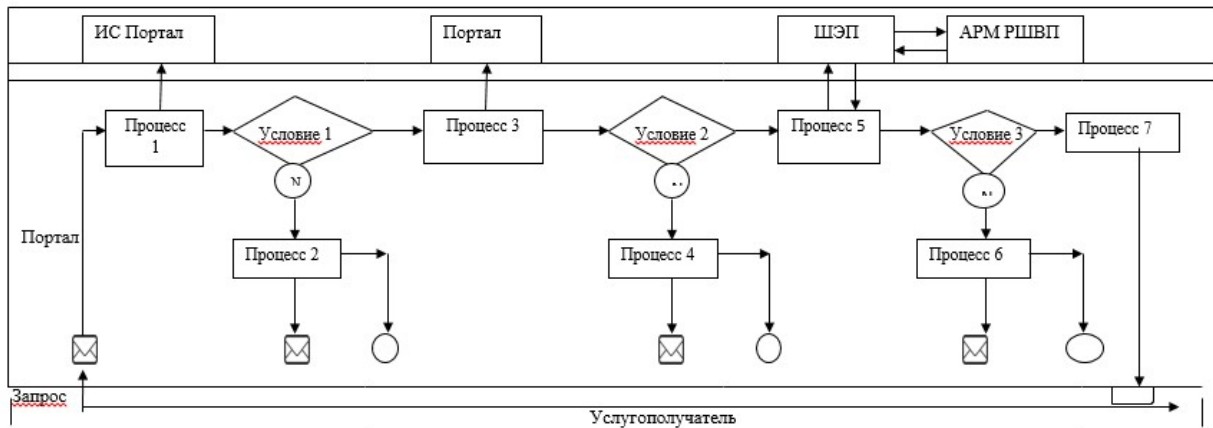 ИС Портал
Портал
ШЭП
АРМ РШВП
Процесс
1
Условие 1
Процесс 3
Условие 2
Процесс 5
Условие 3
Процесс 7
N
Портал
Процесс 2
Процесс 4
Процесс 6
Запрос
Услугополучатель